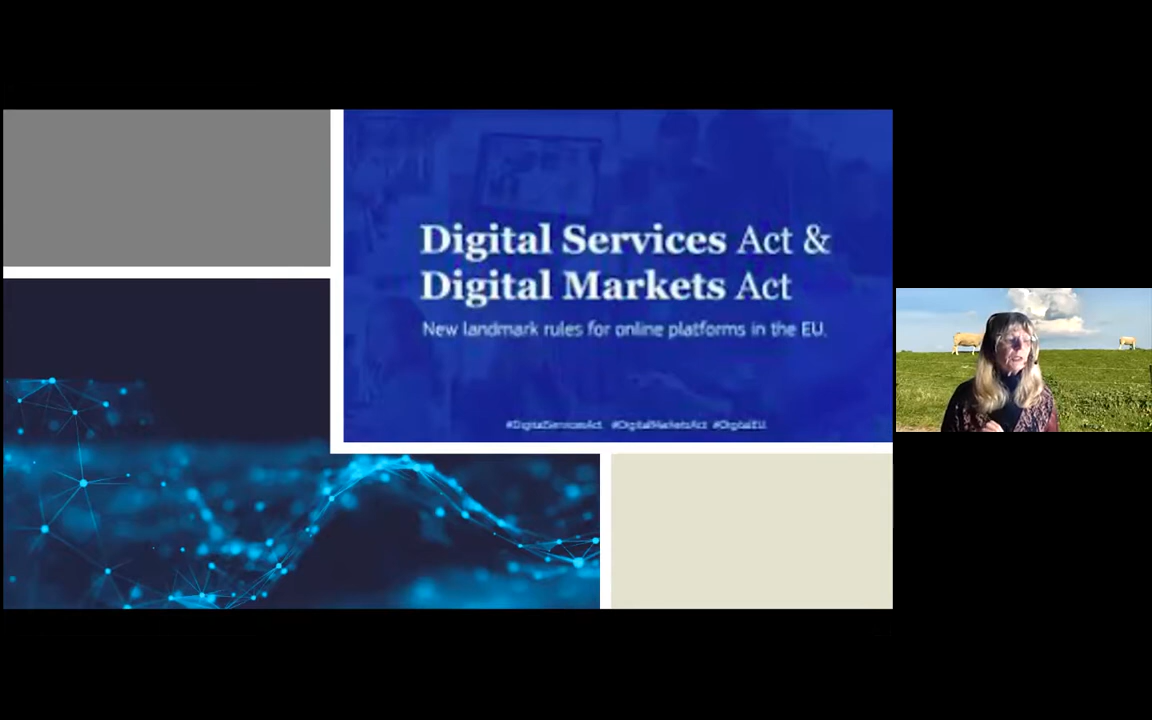 Digital Services Act &
Digital Markets Act
New landmark rules for online platforms in the EU.
#DigitalServicesAct #DigitalMarketsAct #DigitalEU